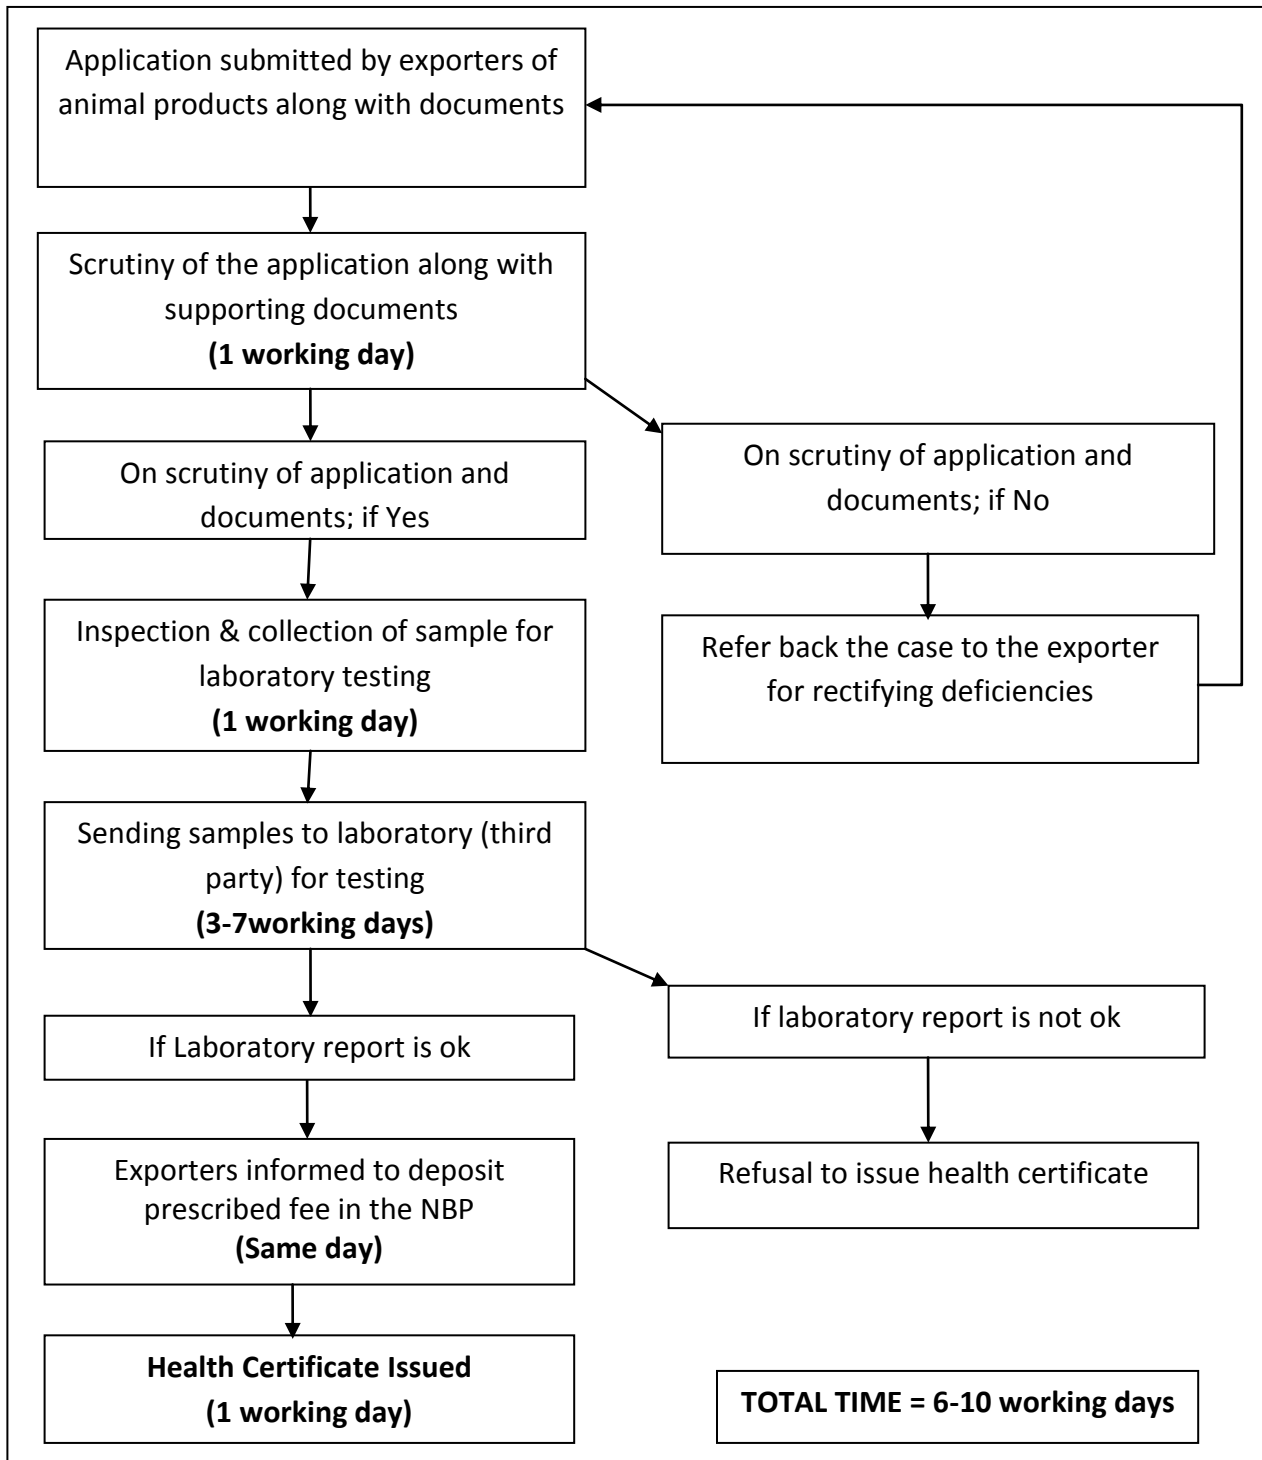 Application submitted by exporters of
animal products along with documents
Scrutiny of the application along with
supporting documents
(1 working day)
On scrutiny of application and
documents; if Yes
On scrutiny of application and
documents; if No
Inspection & collection of sample for
laboratory testing
(1 working day)
Refer back the case to the exporter
for rectifying deficiencies
Sending samples to laboratory (third
party) for testing
(3-7working days)
If Laboratory report is ok
If laboratory report is not ok
Exporters informed to deposit
prescribed fee in the NBP
(Same day)
Refusal to issue health certificate
Health Certificate Issued
(1 working day)
TOTAL TIME = 6-10 working days